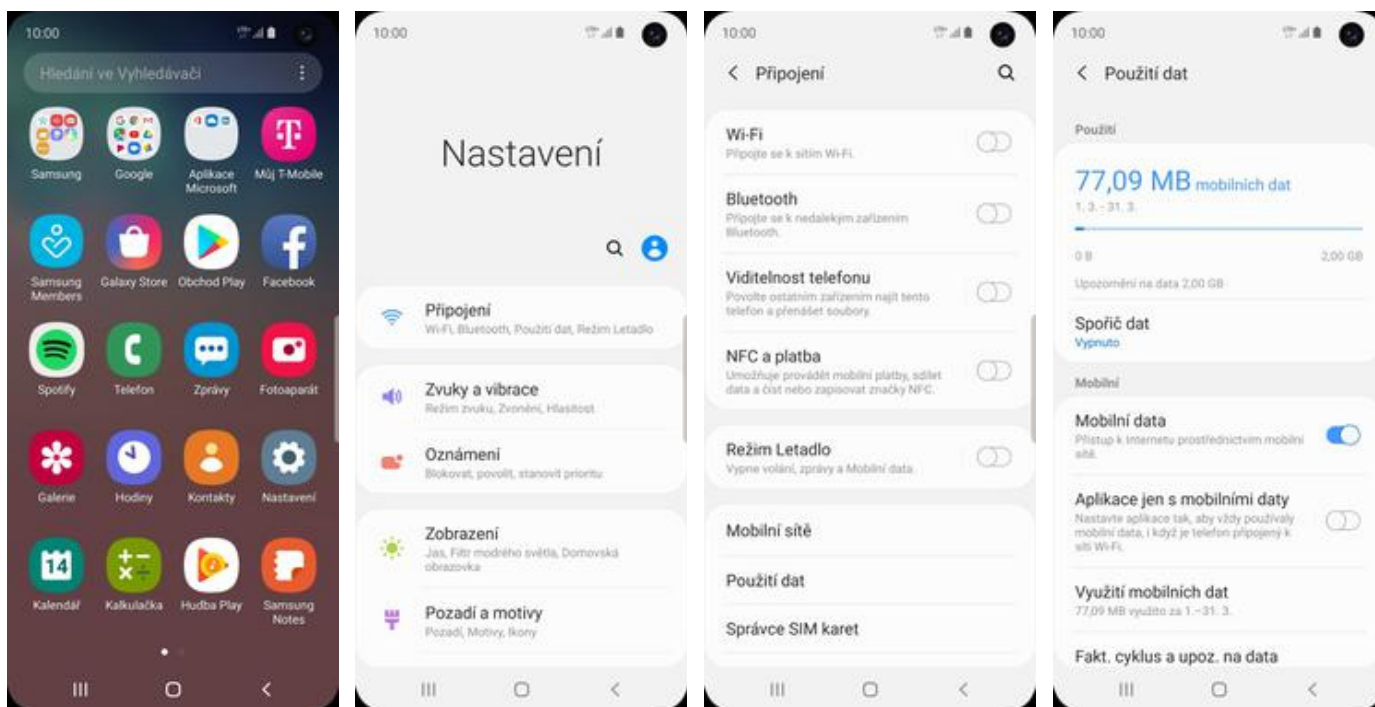 10:00
Hledání ve Vyhledávači
Samsung
Google
Aplikace
Microsoft
Můj T-Mobile
Samsung
Members
Galaxy Store
Obchod Play
Facebook
Spotify
Telefon
Zprávy
Fotoaparát
Galerie
Hodiny
Kontakty
Nastavení
14
Kalendář
Kalkulačka
Hudba Play
Samsung
Notes
10:00
Nastavení
Připojení
Wi-Fi, Bluetooth, Použití dat, Režim Letadlo
Zvuky a vibrace
Režim zvuku, Zvonění, Hlasitost
Oznámení
Blokovat, povolit, stanovit prioritu
Zobrazení
Jas, Filtr modrého světla, Domovská
obrazovka
Pozadí a motivy
Pozadí, Motivy, Ikony
10:00
Připojení
Wi-Fi
Připojte se k sítím Wi-Fi.
Bluetooth
Připojte se k nedalekým zařízením
Bluetooth.
Viditelnost telefonu
Povolte ostatním zařízením najít tento
telefon a přenášet soubory.
NFC a platba
Umožňuje provádět mobilní platby, sdílet
data a číst nebo zapisovat značky NFC.
Režim Letadlo
Vypne volání, zprávy a Mobilní data.
Mobilní sítě
Použití dat
Správce SIM karet
10:00
Použití dat
Použití
77,09 MB mobilních dat
1. 3. - 31. 3.
0 B 2,00 GB
Upozornění na data 2,00 GB
Spořič dat
Vypnuto
Mobilní
Mobilní data
Přístup k Internetu prostřednictvím mobilní
sítě.
Aplikace jen s mobilními daty
Nastavte aplikace tak, aby vždy používaly
mobilní data, i když je telefon připojený k
síti Wi-Fi.
Využití mobilních dat
77,09 MB využito za 1.–31. 3.
Fakt. cyklus a upoz. na data